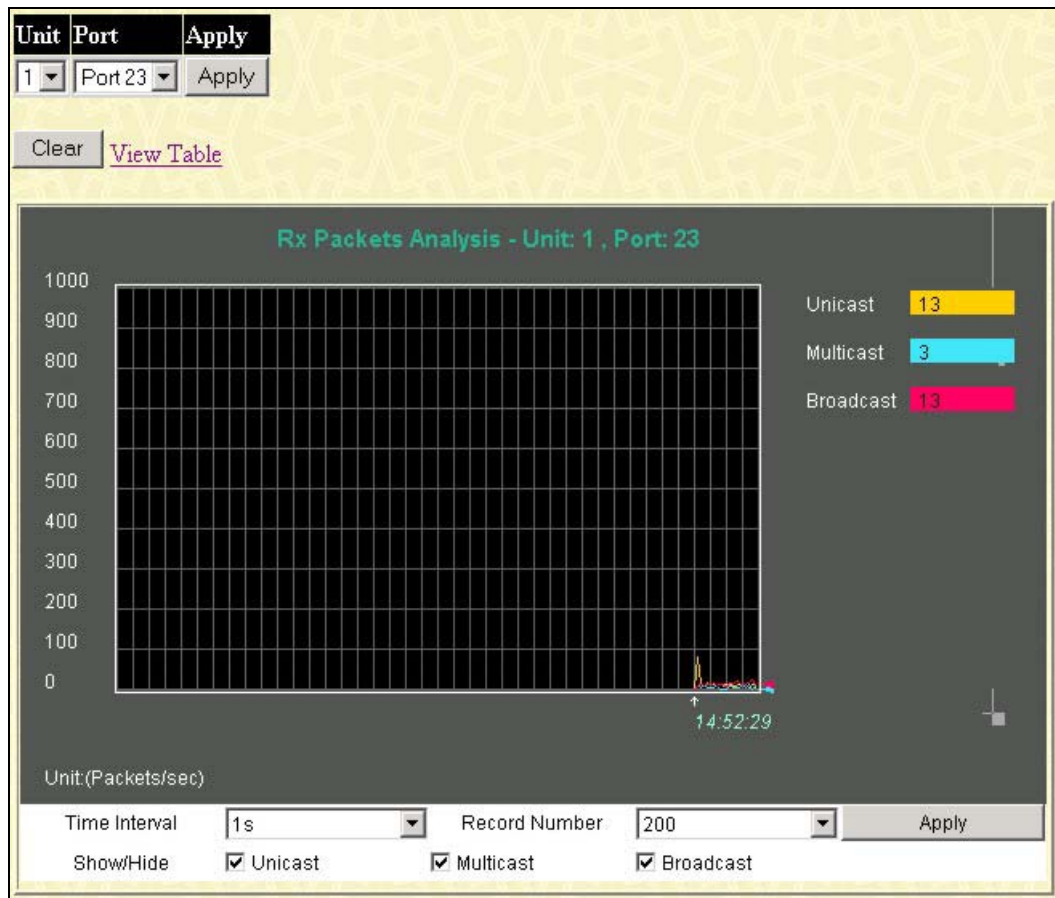 Unit Port Apply
1 Port 23 Apply
Clear View Table
Rx Packets Analysis - Unit: 1 , Port: 23
1000
900
800
700
600
500
400
300
200
100
0
Unicast 13
Multicast 3
Broadcast 13
14:52:29
Unit:(Packets/sec)
Time Interval 1s Record Number 200 Apply
Show/Hide Unicast Multicast Broadcast